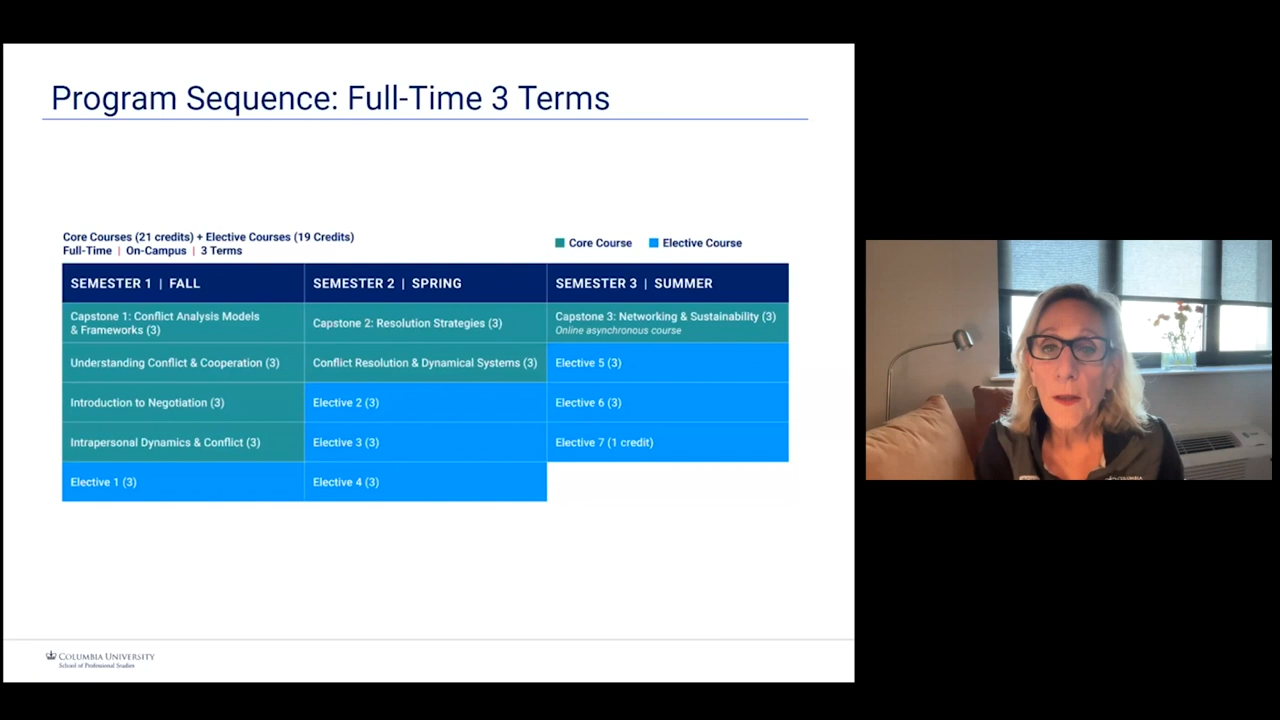 Program Sequence: Full-Time 3 Terms
Core Courses (21 credits) + Elective Courses (19 Credits)
Full-Time | On-Campus | 3 Terms
Core Course
Elective Course
SEMESTER 1 | FALL
SEMESTER 2 | SPRING
SEMESTER 3 | SUMMER
Capstone 1: Conflict Analysis Models
& Frameworks (3)
Capstone 2: Resolution Strategies (3)
Capstone 3: Networking & Sustainability (3)
Online asynchronous course
Understanding Conflict & Cooperation (3)
Conflict Resolution & Dynamical Systems (3)
Elective 5 (3)
Introduction to Negotiation (3)
Elective 2 (3)
Elective 6 (3)
Intrapersonal Dynamics & Conflict (3)
Elective 3 (3)
Elective 7 (1 credit)
Elective 1 (3)
Elective 4 (3)
COLUMBIA UNIVERSITY
School of Professional Studies
COLUMBIA